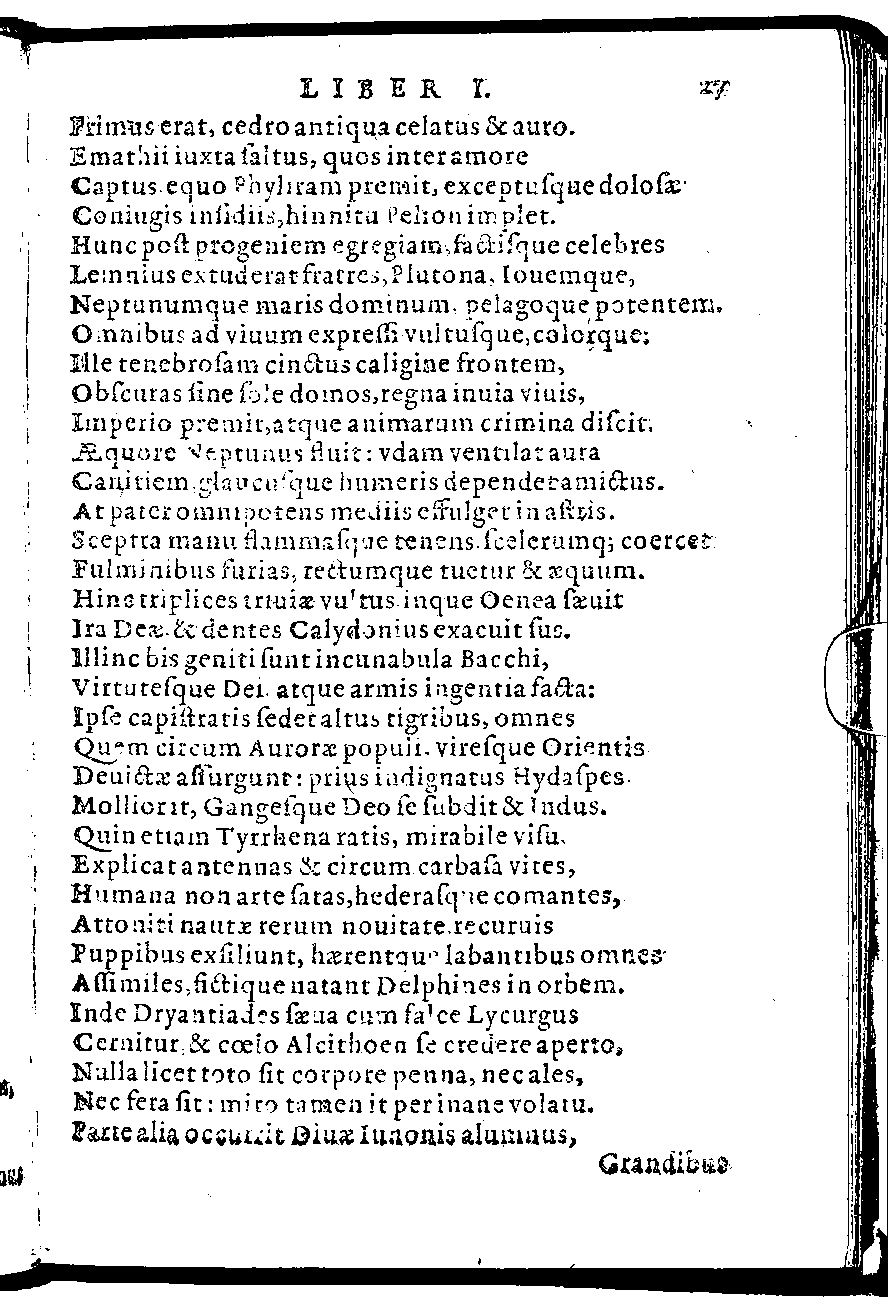 LIBER I.
Primus erat, cedro antiqua celatus & auro.
Emathii iuxta ſaltus, quos inter amore
Captus equo Phyliram premit, exceptuſque doloſæ
Coniugis inſidiis, hinnitu Pelion implet.
Hunc poſt progeniem egregiam, factiſque celebres
Lemnius extuderat fratres, Plutona, Iouemque,
Neptunumque maris dominum, pelagoque potentem.
Omnibus ad viuum expreſſi vultuſque, colorque:
Ille tenebroſam cinctus caligine frontem,
Obſcuras ſine ſole domos, regna inuia viuis,
Imperio premit, atque animarum crimina diſcit.
Æquore Neptunus fluit: vdam ventilat aura
Canitiem, glaucuſque humeris dependet amictus.
At pater omnipotens mediis effulget in aſtris.
Sceptra manu flammaſque tenens, ſcelerumq; coercet
Fulminibus furias, rectumque tuetur & æquum.
Hinc triplices triuiæ vultus, inque Oenea ſæuit
Ira Deæ, & dentes Calydonius exacuit ſus.
Illinc bis geniti ſunt incunabula Bacchi,
Virtuteſque Dei, atque armis ingentia facta:
Ipſe capiſtratis ſedet altus tigribus, omnes
Quem circum Auroræ populi, vireſque Orientis
Deuictæ aſſurgunt: prius indignatus Hydaſpes
Mollior it, Gangeſque Deo ſe ſubdit & Indus.
Quin etiam Tyrrhena ratis, mirabile viſu,
Explicat antennas & circum carbaſa vites,
Humana non arte ſatas, hederaſque comantes,
Attoniti nautæ rerum nouitate, recuruis
Puppibus exſiliunt, hærentque labantibus omnes
Aſſimiles, fictique natant Delphines in orbem.
Inde Dryantiades ſæua cum falce Lycurgus
Cernitur, & cœlo Alcithoen ſe credere aperto,
Nulla licet toto ſit corpore penna, nec ales,
Nec fera ſit: miro tamen it per inane volatu.
Parte alia occurrit Diuæ Iunonis alumnus,
Grandibus